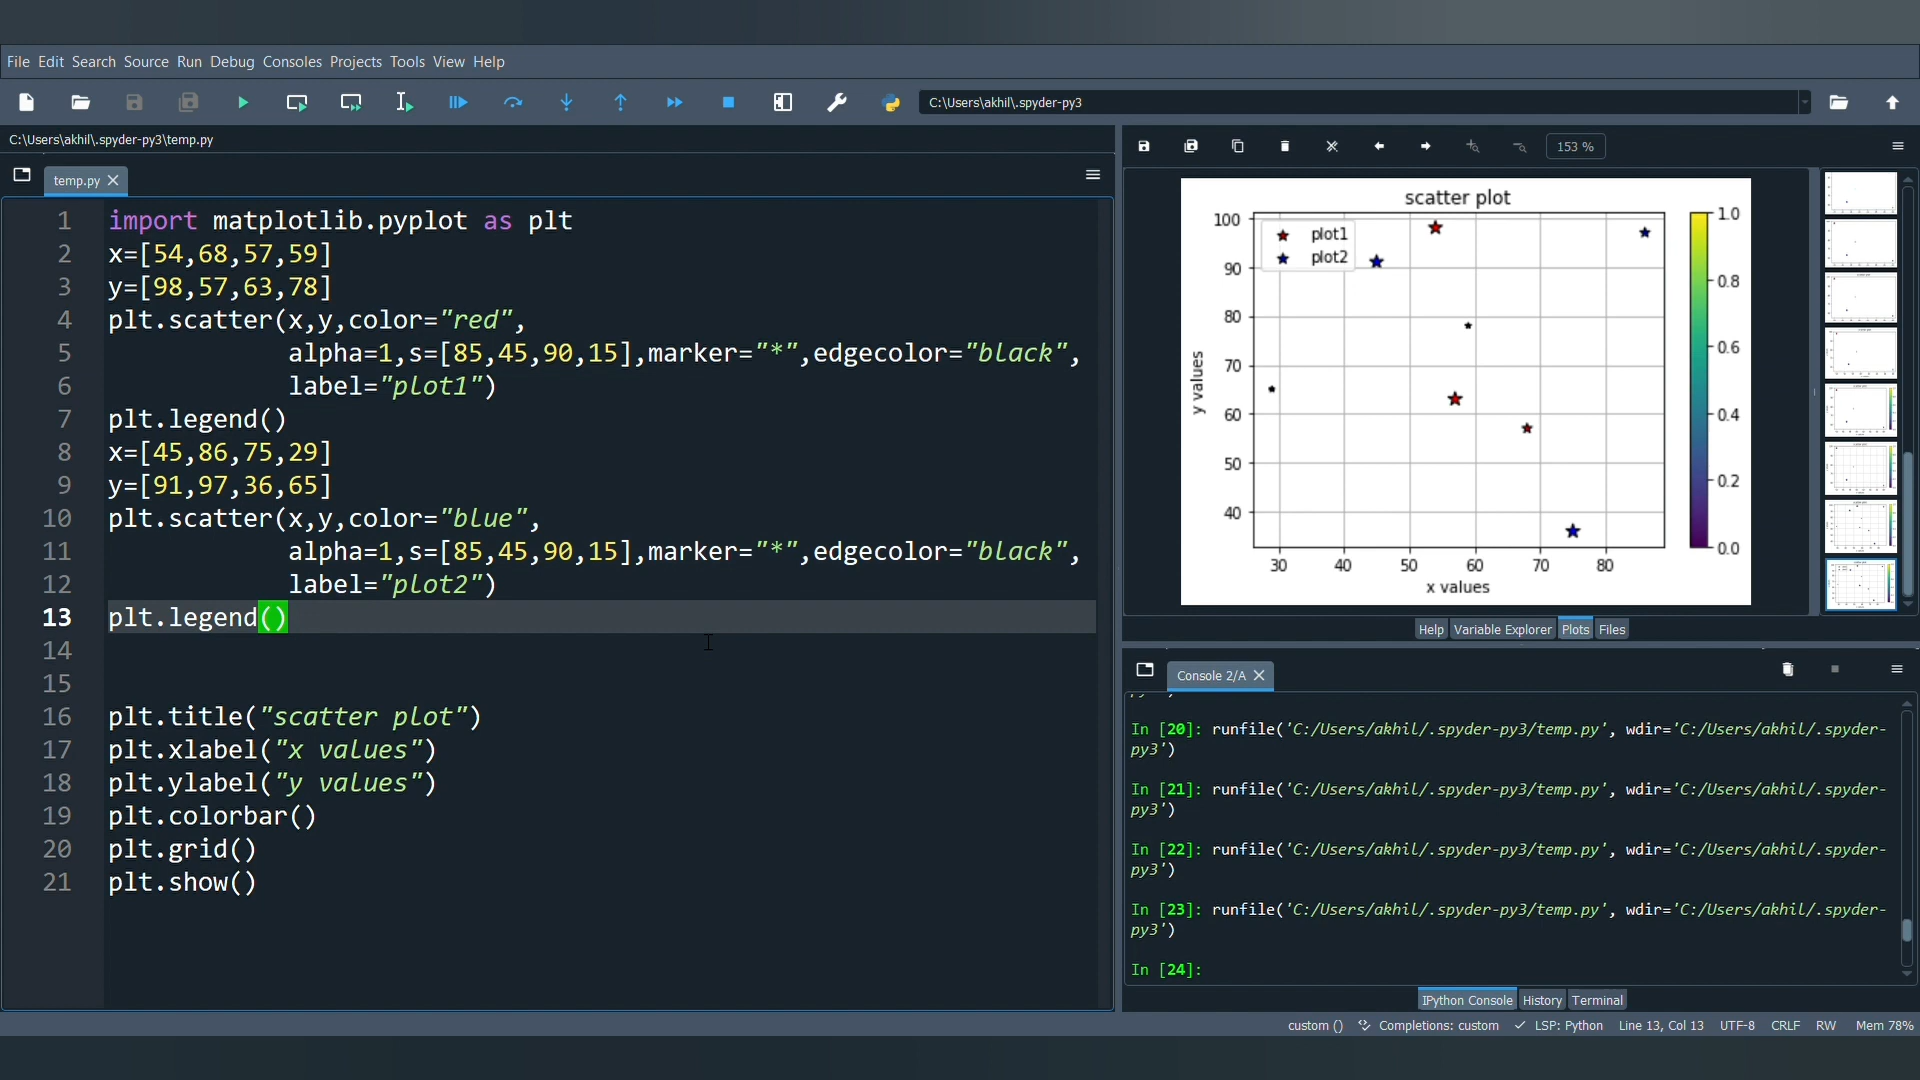 File Edit Search Source Run Debug Consoles Projects Tools View Help
C:\Users\akhil\.spyder-py3
C:\Users\akhil\.spyder-py3\temp.py
temp.py
1 import matplotlib.pyplot as plt
2 x=[54,68,57,59]
3 y=[98,57,63,78]
4 plt.scatter(x,y,color="red",
5 alpha=1,s=[85,45,90,15],marker="*",edgecolor="black",
6 label="plot1")
7 plt.legend()
8 x=[45,86,75,29]
9 y=[91,97,36,65]
10 plt.scatter(x,y,color="blue",
11 alpha=1,s=[85,45,90,15],marker="*",edgecolor="black",
12 label="plot2")
13 plt.legend()
14
15
16 plt.title("scatter plot")
17 plt.xlabel("x values")
18 plt.ylabel("y values")
19 plt.colorbar()
20 plt.grid()
21 plt.show()
153 %
scatter plot
plot1
plot2
100
90
80
70
60
50
40
y values
30 40 50 60 70 80
x values
1.0
0.8
0.6
0.4
0.2
0.0
Help Variable Explorer Plots Files
Console 2/A
In [20]: runfile('C:/Users/akhil/.spyder-py3/temp.py', wdir='C:/Users/akhil/.spyder-
py3')
In [21]: runfile('C:/Users/akhil/.spyder-py3/temp.py', wdir='C:/Users/akhil/.spyder-
py3')
In [22]: runfile('C:/Users/akhil/.spyder-py3/temp.py', wdir='C:/Users/akhil/.spyder-
py3')
In [23]: runfile('C:/Users/akhil/.spyder-py3/temp.py', wdir='C:/Users/akhil/.spyder-
py3')
In [24]:
IPython Console History Terminal
custom () Completions: custom LSP: Python Line 13, Col 13 UTF-8 CRLF RW Mem 78%